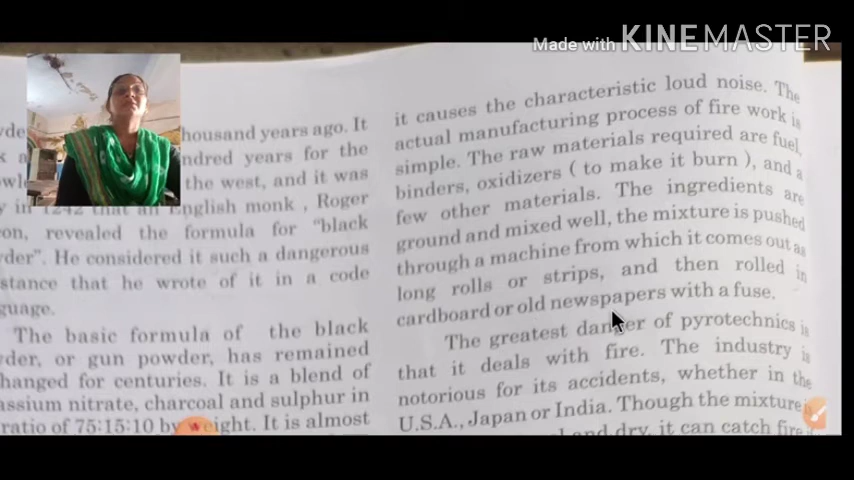 Made with KINEMASTER
housand years ago. It
ndred years for the
the west, and it was
in 1242 that an English monk , Roger
revealed the formula for "black
He considered it such a dangerous
that he wrote of it in a code
The basic formula of the black
or gun powder, has remained
for centuries. It is a blend of
nitrate, charcoal and sulphur in
ratio of 75:15:10 by weight. It is almost
it causes the characteristic loud noise. The
actual manufacturing process of fire work is
simple. The raw materials required are fuel,
binders, oxidizers ( to make it burn ), and a
few other materials. The ingredients are
ground and mixed well, the mixture is pushed
through a machine from which it comes out as
long rolls or strips, and then rolled in
cardboard or old newspapers with a fuse.
The greatest danger of pyrotechnics is
that it deals with fire. The industry is
notorious for its accidents, whether in the
U.S.A., Japan or India. Though the mixture
and dry, it can catch fire